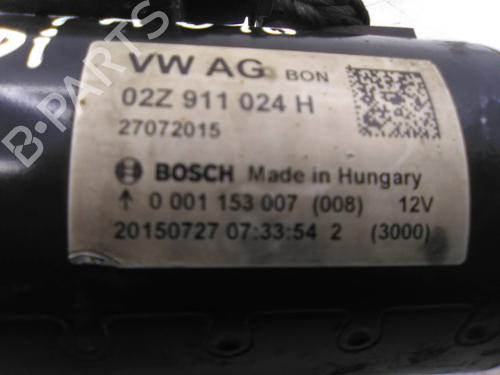 VW AG BON
02Z 911 024 H
27072015
BOSCH Made in Hungary
↑ 0 001 153 007 (008) 12V
20150727 07:33:54 2 (3000)